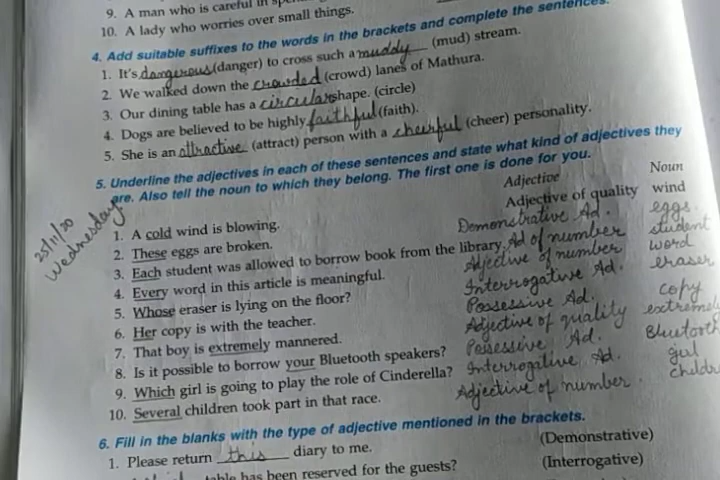 9. A man who is careful in
10. A lady who worries over small things.
4. Add suitable suffixes to the words in the brackets and complete the sentences.
1. It's dangerous (danger) to cross such a muddy (mud) stream.
2. We walked down the crowded (crowd) lanes of Mathura.
3. Our dining table has a circular shape. (circle)
4. Dogs are believed to be highly faithful (faith).
5. She is an attractive (attract) person with a cheerful (cheer) personality.
25/11/20
Wednesday
5. Underline the adjectives in each of these sentences and state what kind of adjectives they
are. Also tell the noun to which they belong. The first one is done for you.
Adjective Noun
1. A cold wind is blowing. Adjective of quality wind
2. These eggs are broken. Demonstrative Ad. eggs.
3. Each student was allowed to borrow book from the library. Ad of number student
4. Every word in this article is meaningful. Adjective of number word
5. Whose eraser is lying on the floor? Interrogative Ad. eraser
6. Her copy is with the teacher. Possessive Ad. copy
7. That boy is extremely mannered. Adjective of quality extremely
8. Is it possible to borrow your Bluetooth speakers? Possessive Ad. Bluetooth
9. Which girl is going to play the role of Cinderella? Interrogative Ad. girl
10. Several children took part in that race. Adjective of number.
6. Fill in the blanks with the type of adjective mentioned in the brackets.
1. Please return this diary to me. (Demonstrative)
table has been reserved for the guests? (Interrogative)